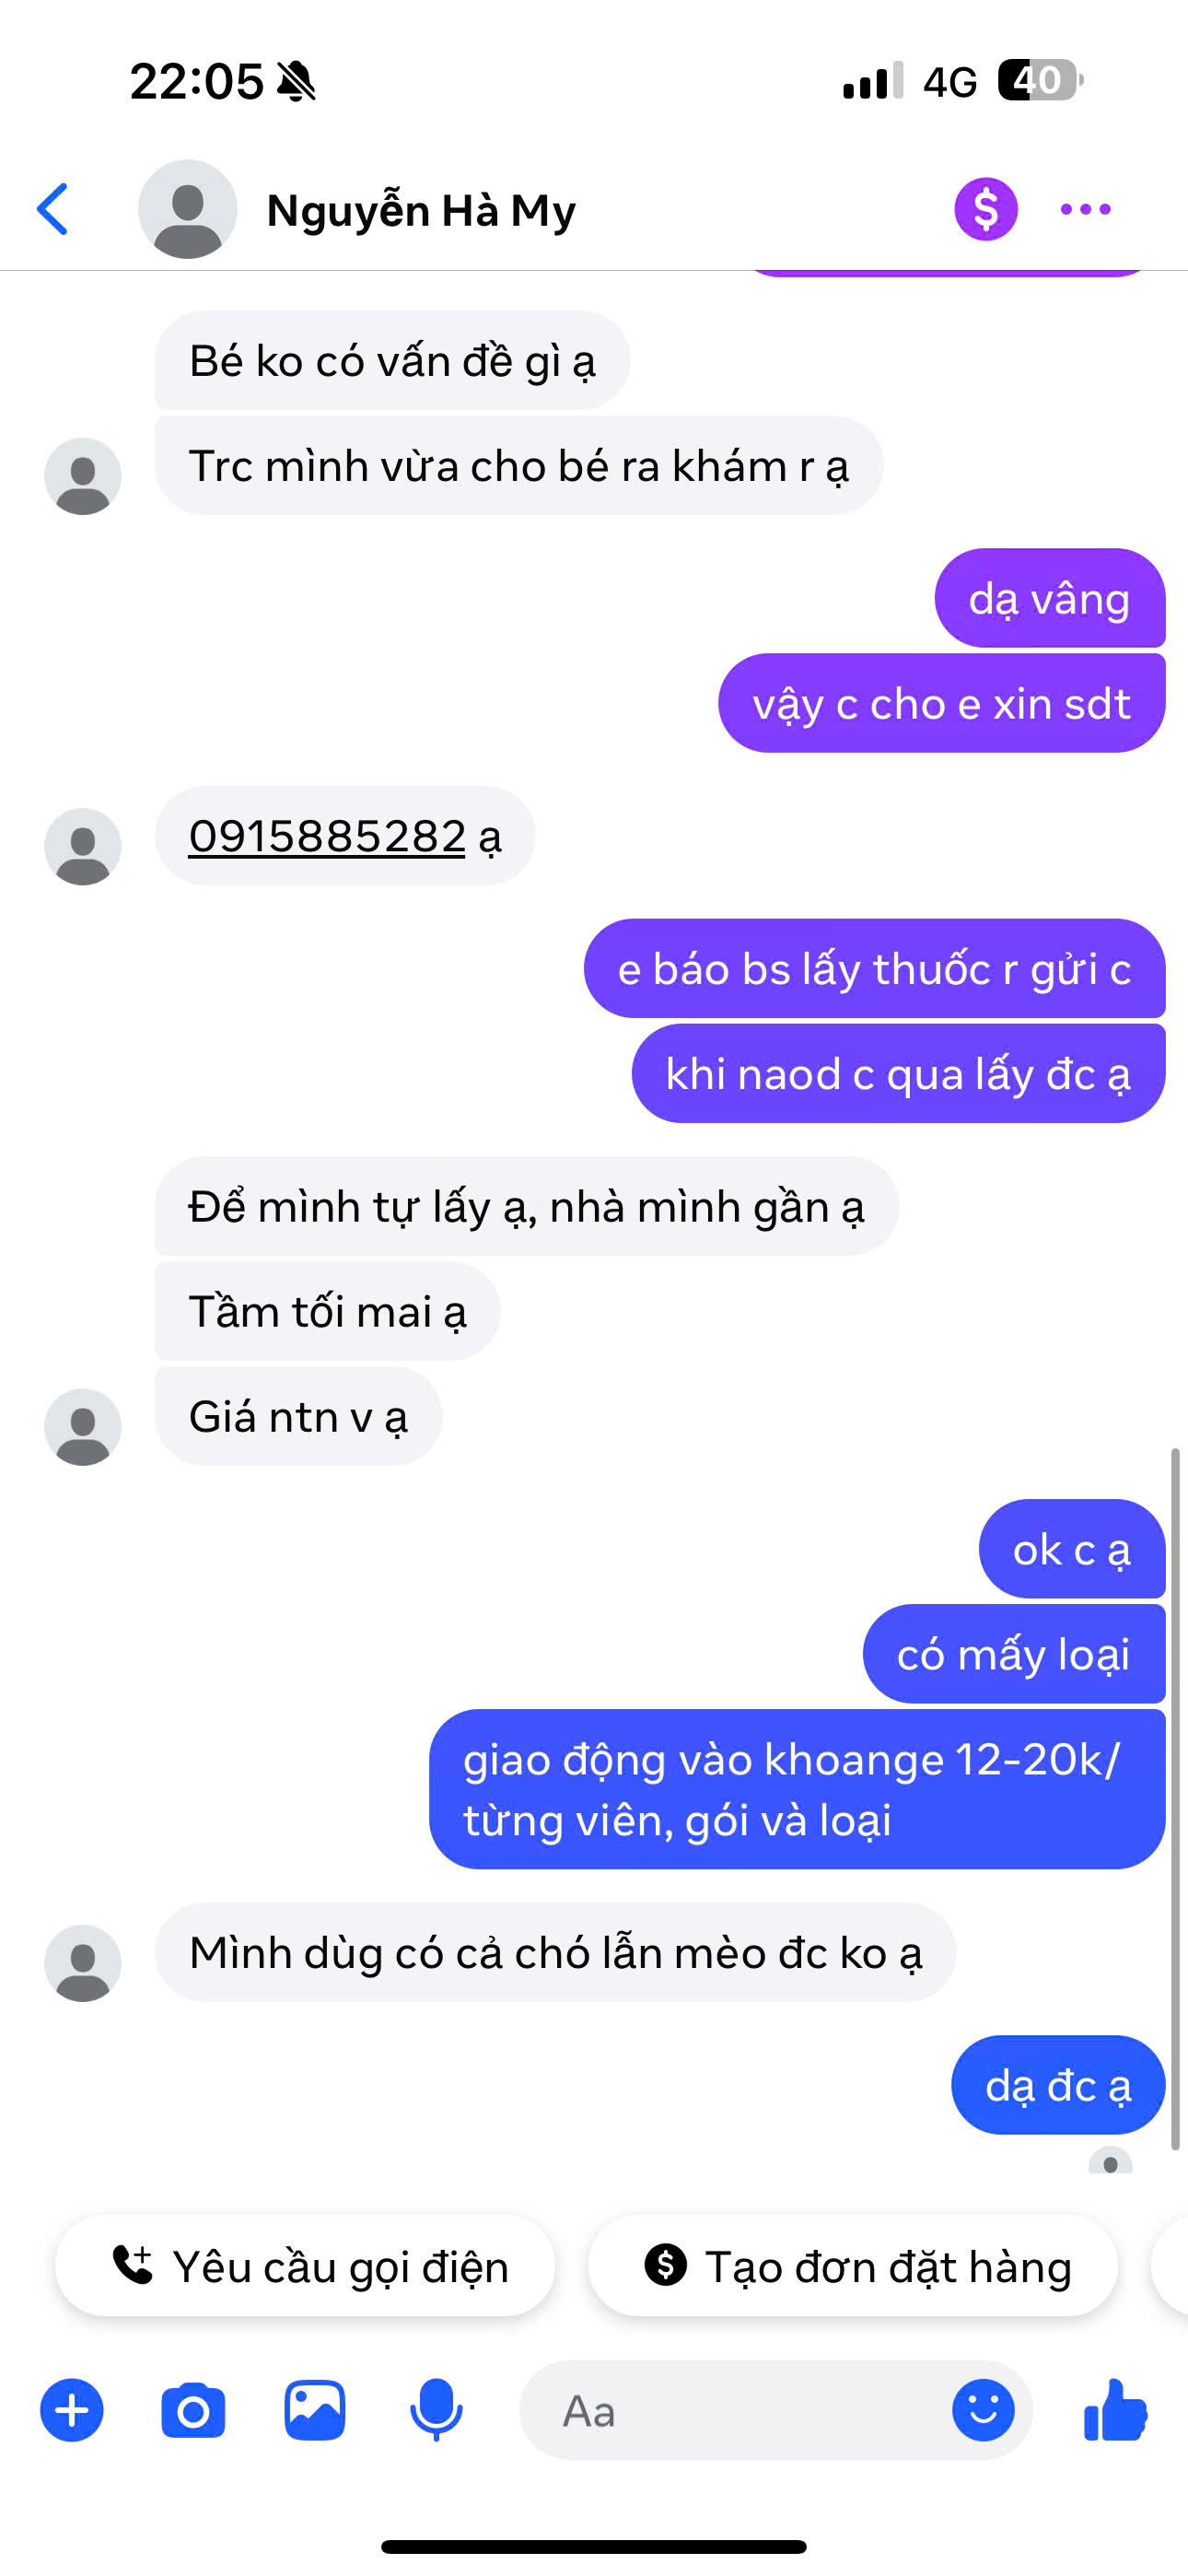 22:05
4G
40
Nguyễn Hà My
Bé ko có vấn đề gì ạ
Trc mình vừa cho bé ra khám r ạ
dạ vâng
vậy c cho e xin sdt
0915885282 ạ
e báo bs lấy thuốc r gửi c
khi naod c qua lấy đc ạ
Để mình tự lấy ạ, nhà mình gần ạ
Tầm tối mai ạ
Giá ntn v ạ
ok c ạ
có mấy loại
giao động vào khoange 12-20k/
từng viên, gói và loại
Mình dùg có cả chó lẫn mèo đc ko ạ
dạ đc ạ
Yêu cầu gọi điện
Tạo đơn đặt hàng
Aa